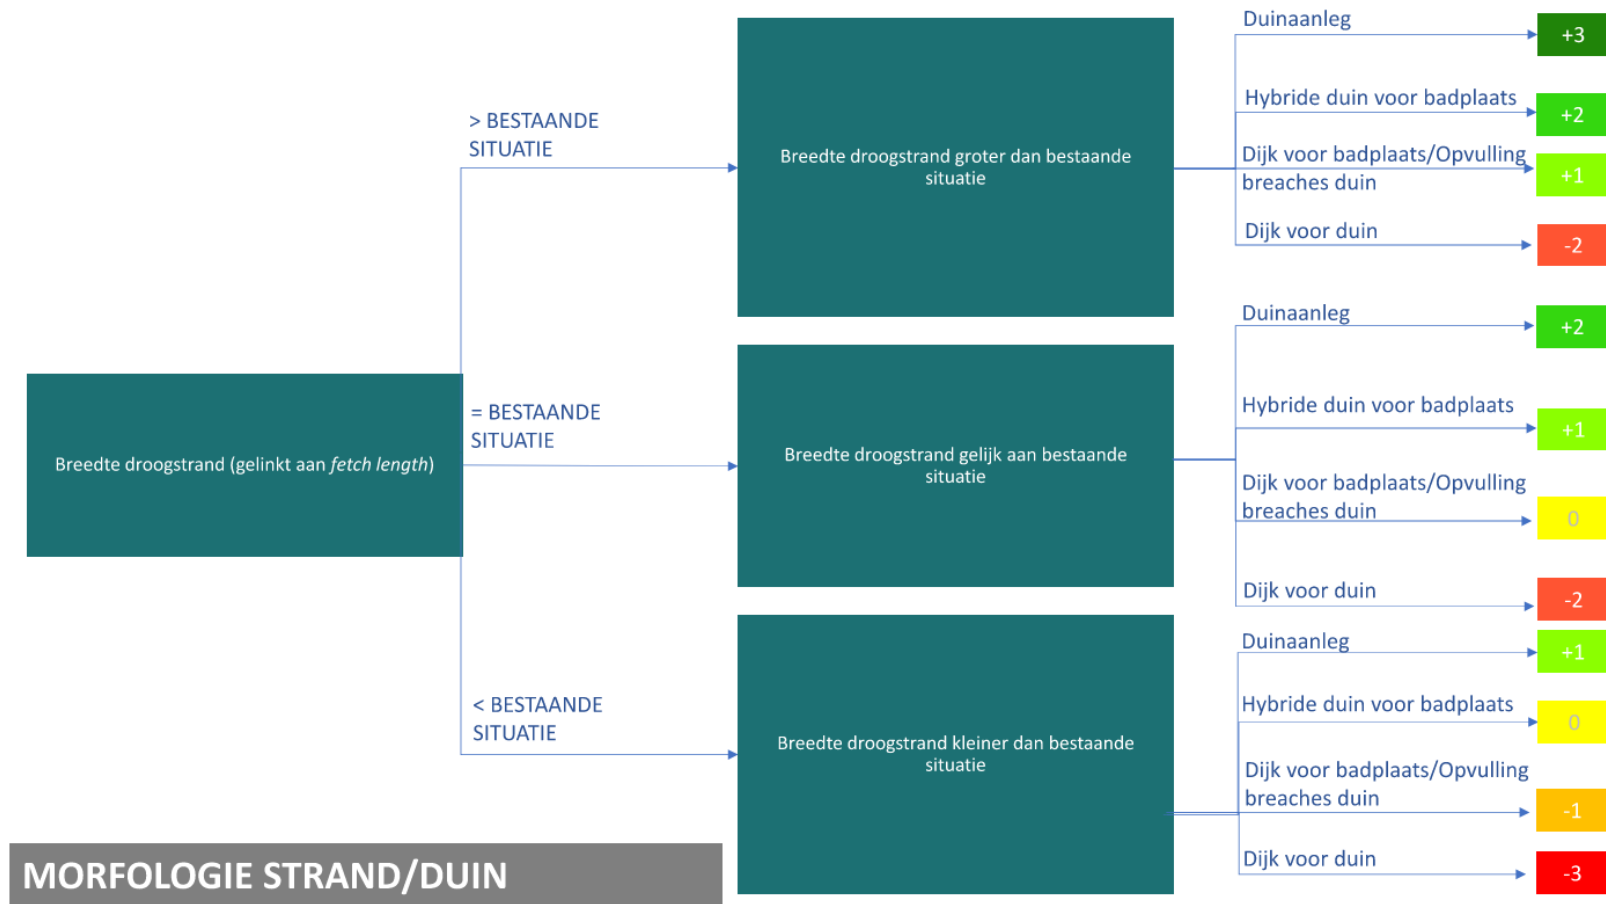 Breedte droogstrand (gelinkt aan fetch length)
> BESTAANDE
SITUATIE
Breedte droogstrand groter dan bestaande
situatie
Duinaanleg
+3
Hybride duin voor badplaats
+2
Dijk voor badplaats/Opvulling
breaches duin
+1
Dijk voor duin
-2
= BESTAANDE
SITUATIE
Breedte droogstrand gelijk aan bestaande
situatie
Duinaanleg
+2
Hybride duin voor badplaats
+1
Dijk voor badplaats/Opvulling
breaches duin
0
Dijk voor duin
-2
< BESTAANDE
SITUATIE
Breedte droogstrand kleiner dan bestaande
situatie
Duinaanleg
+1
Hybride duin voor badplaats
0
Dijk voor badplaats/Opvulling
breaches duin
-1
Dijk voor duin
-3
MORFOLOGIE STRAND/DUIN